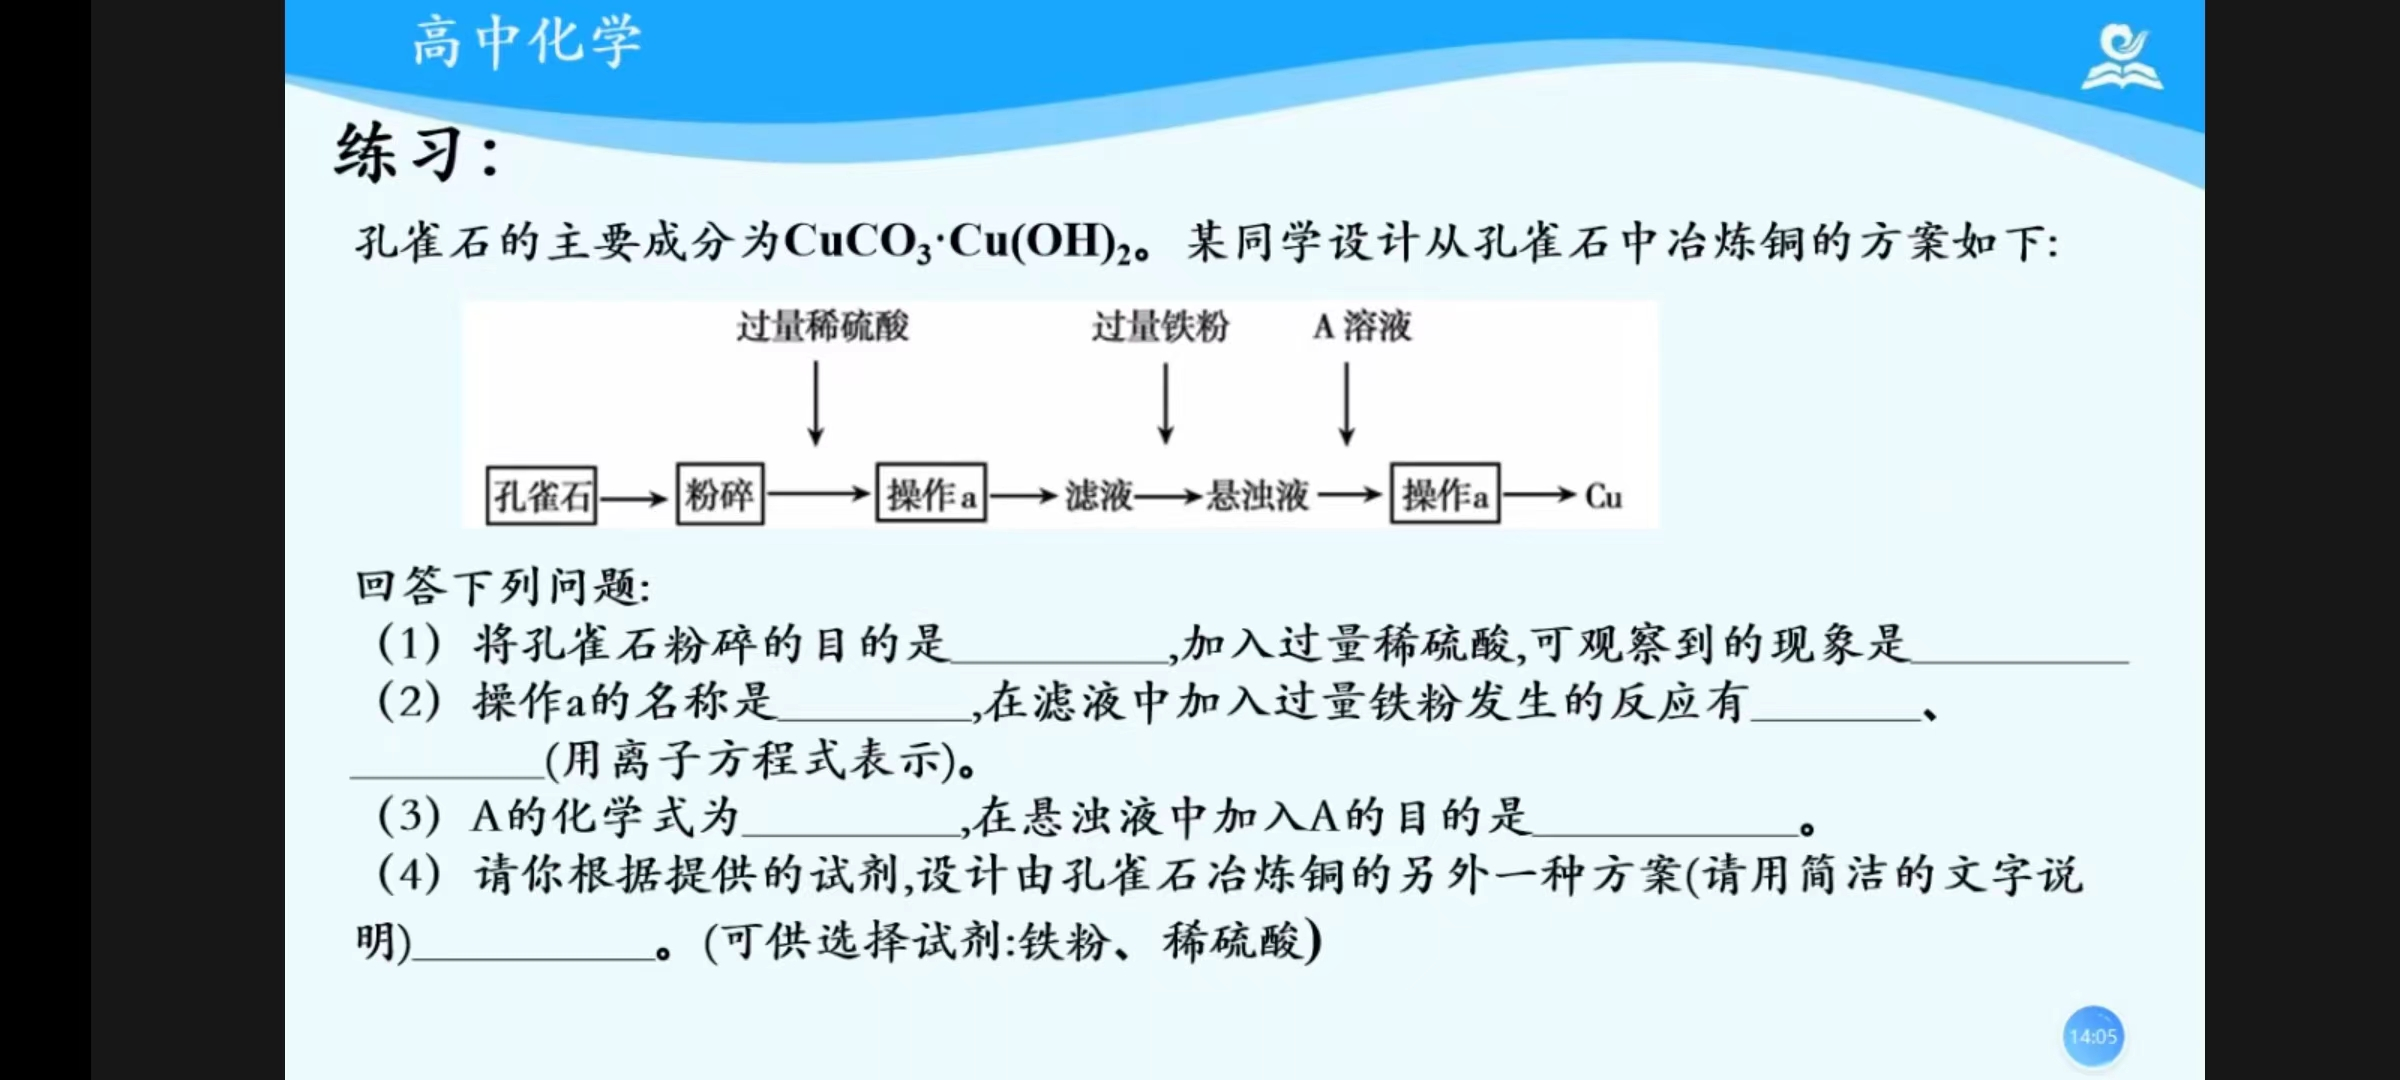 高中化学
练习：
孔雀石的主要成分为CuCO₃·Cu(OH)₂。某同学设计从孔雀石中冶炼铜的方案如下:
过量稀硫酸 过量铁粉 A 溶液
孔雀石 粉碎 操作a 滤液 悬浊液 操作a Cu
回答下列问题:
（1）将孔雀石粉碎的目的是_________,加入过量稀硫酸,可观察到的现象是_________
（2）操作a的名称是________,在滤液中加入过量铁粉发生的反应有_______、
________(用离子方程式表示)。
（3）A的化学式为_________,在悬浊液中加入A的目的是___________。
（4）请你根据提供的试剂,设计由孔雀石冶炼铜的另外一种方案(请用简洁的文字说
明)__________。(可供选择试剂:铁粉、稀硫酸)
14:05